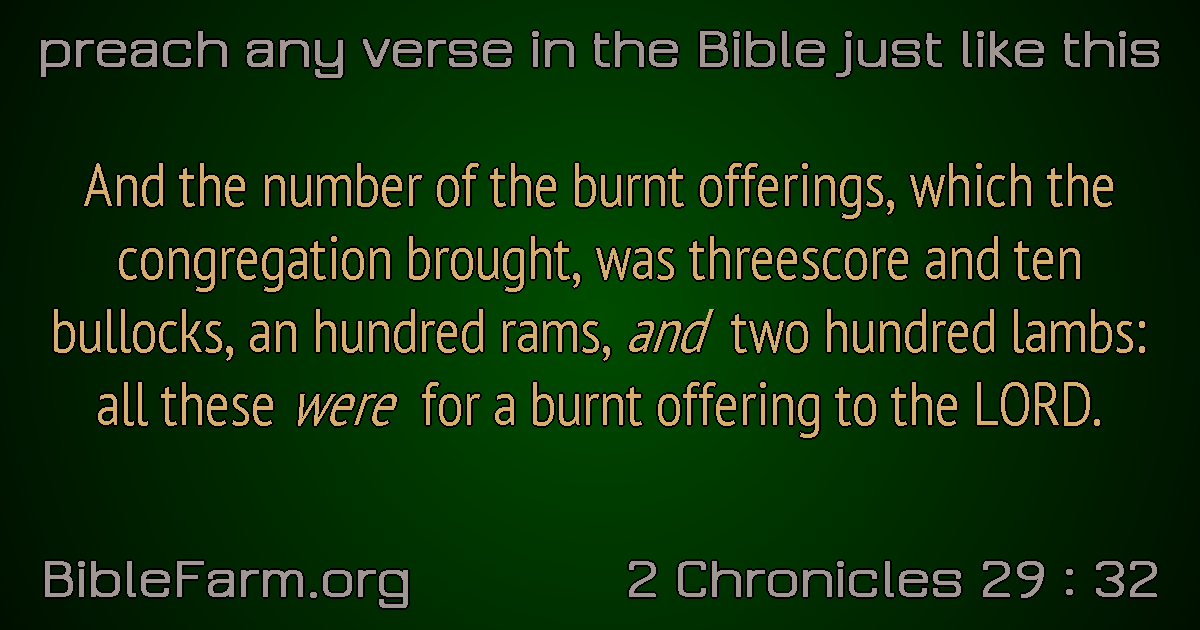 preach any verse in the Bible just like this
And the number of the burnt offerings, which the
congregation brought, was threescore and ten
bullocks, an hundred rams, and two hundred lambs:
all these were for a burnt offering to the LORD.
BibleFarm.org
2 Chronicles 29 : 32